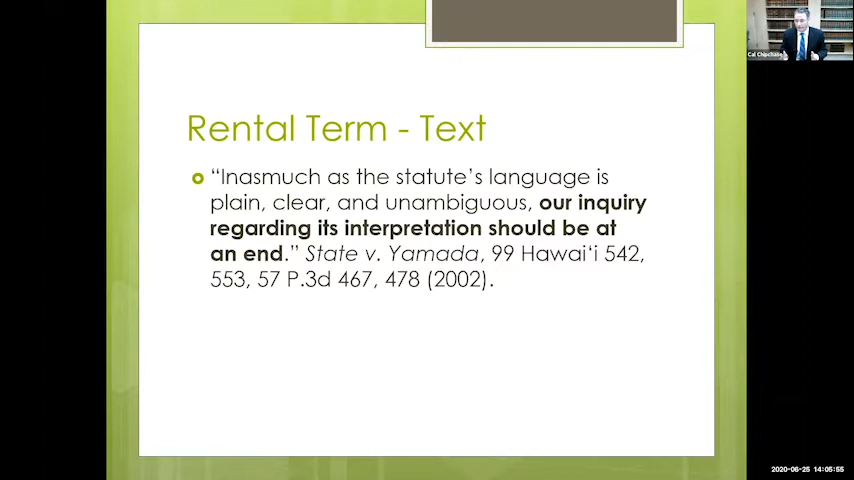 Cal Chipchase
Rental Term - Text
“Inasmuch as the statute’s language is
plain, clear, and unambiguous, our inquiry
regarding its interpretation should be at
an end.” State v. Yamada, 99 Hawai‘i 542,
553, 57 P.3d 467, 478 (2002).
2020-06-25 14:05:55